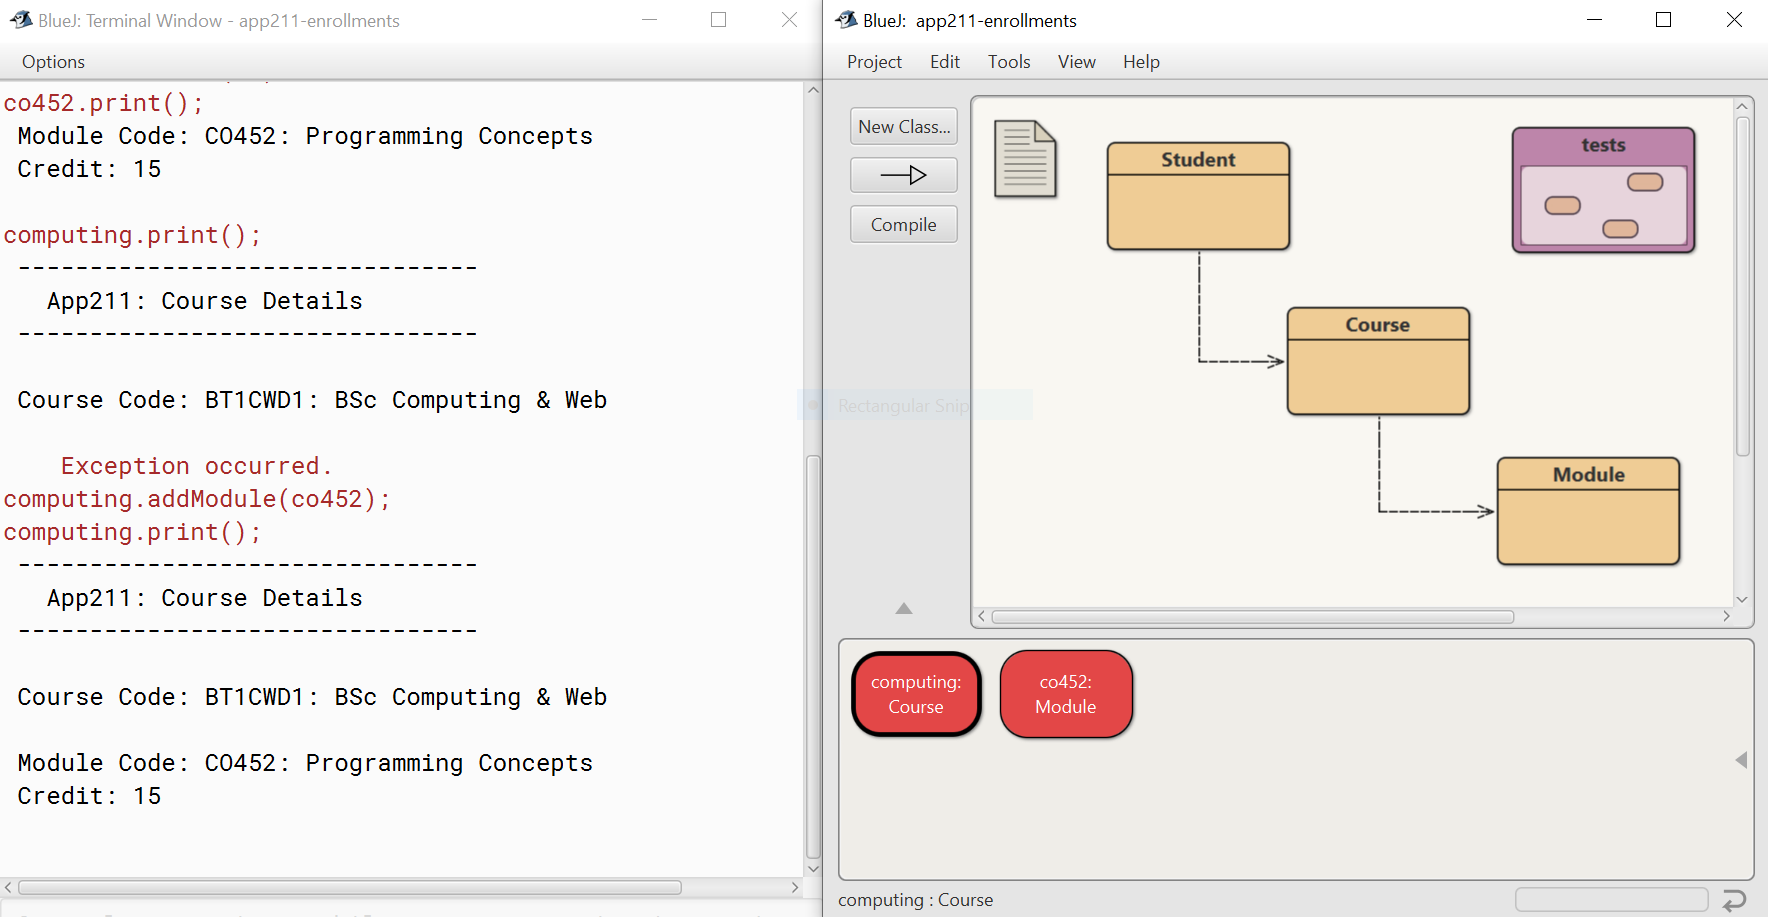 BlueJ: Terminal Window - app211-enrollments
Options
co452.print();
Module Code: CO452: Programming Concepts
Credit: 15
computing.print();
--------------------------------
App211: Course Details
--------------------------------
Course Code: BT1CWD1: BSc Computing & Web
Exception occurred.
computing.addModule(co452);
computing.print();
--------------------------------
App211: Course Details
--------------------------------
Course Code: BT1CWD1: BSc Computing & Web
Module Code: CO452: Programming Concepts
Credit: 15
BlueJ: app211-enrollments
Project Edit Tools View Help
New Class...
Compile
Student
tests
Course
Rectangular Snip
Module
computing:
Course
co452:
Module
computing : Course